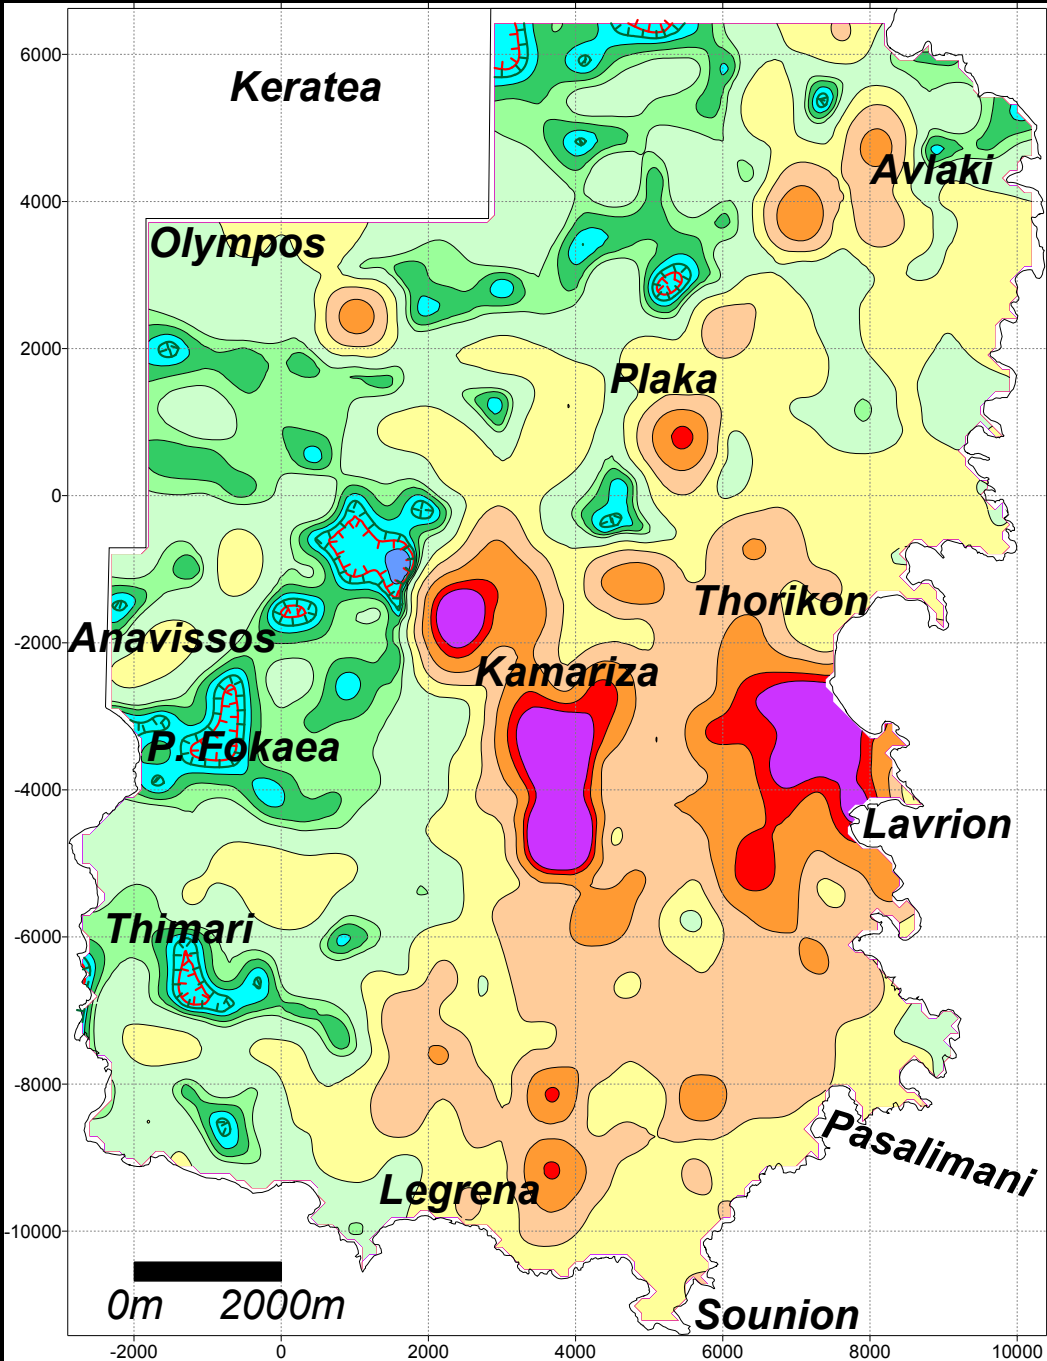 6000
Keratea
Avlaki
4000
Olympos
2000
Plaka
0
Thorikon
-2000
Anavissos
Kamariza
P. Fokaea
-4000
Lavrion
Thimari
-6000
-8000
Pasalimani
Legrena
-10000
0m 2000m
Sounion
-2000 0 2000 4000 6000 8000 10000